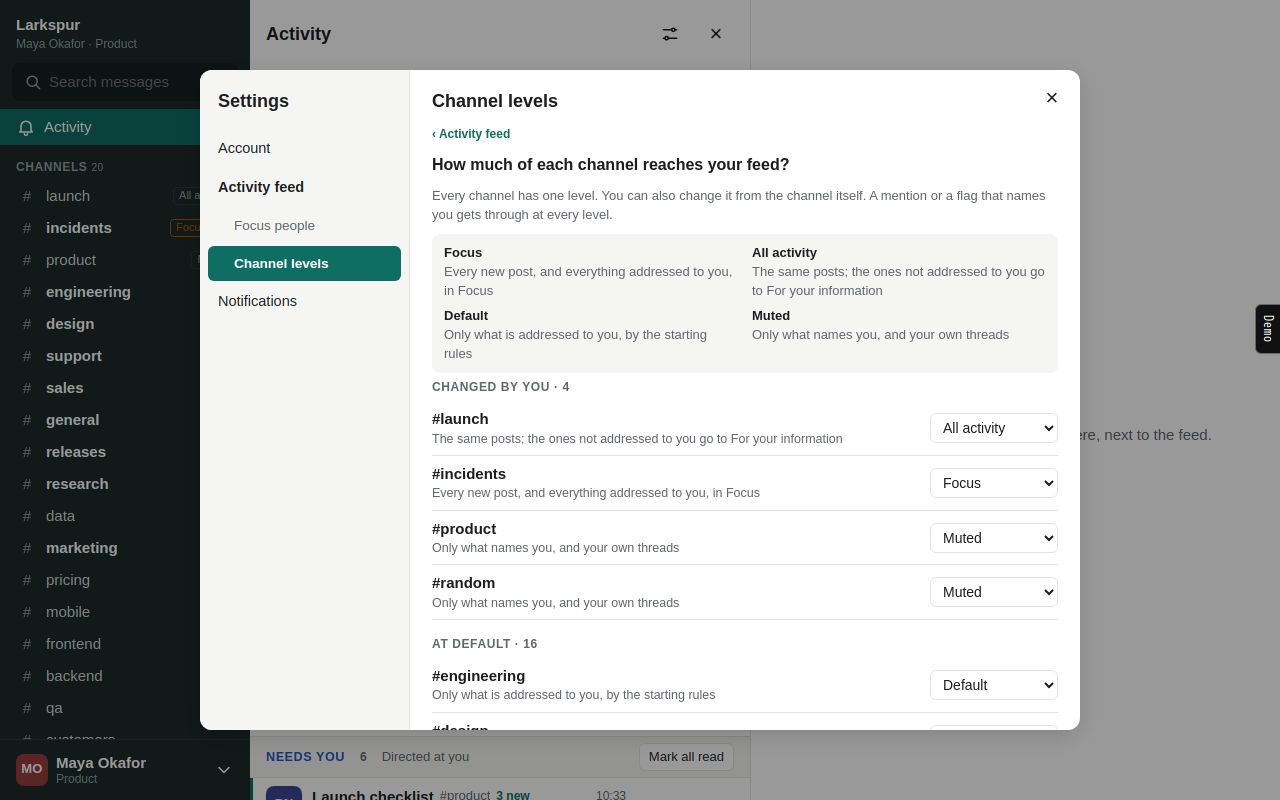 Larkspur
Maya Okafor · Product
Search messages
Activity
CHANNELS 20
# launch
All a
# incidents
Focu
# product
# engineering
# design
# support
# sales
# general
# releases
# research
# data
# marketing
# pricing
# mobile
# frontend
# backend
# qa
# customers
MO
Maya Okafor
Product
Activity
Settings
Account
Activity feed
Focus people
Channel levels
Notifications
Channel levels
‹ Activity feed
How much of each channel reaches your feed?
Every channel has one level. You can also change it from the channel itself. A mention or a flag that names
you gets through at every level.
Focus
Every new post, and everything addressed to you,
in Focus
All activity
The same posts; the ones not addressed to you go
to For your information
Default
Only what is addressed to you, by the starting
rules
Muted
Only what names you, and your own threads
CHANGED BY YOU · 4
#launch
The same posts; the ones not addressed to you go to For your information
All activity
#incidents
Every new post, and everything addressed to you, in Focus
Focus
#product
Only what names you, and your own threads
Muted
#random
Only what names you, and your own threads
Muted
AT DEFAULT · 16
#engineering
Only what is addressed to you, by the starting rules
Default
#design
ere, next to the feed.
Demo
NEEDS YOU 6 Directed at you
Mark all read
Launch checklist #product 3 new 10:33